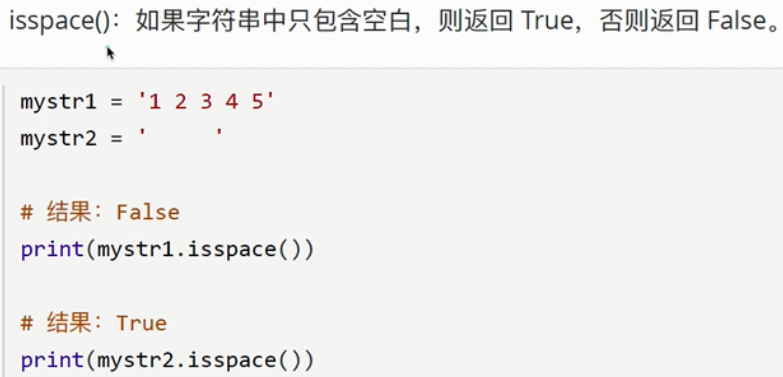 isspace()：如果字符串中只包含空白，则返回 True，否则返回 False。
mystr1 = '1 2 3 4 5'
mystr2 = '     '
# 结果：False
print(mystr1.isspace())
# 结果：True
print(mystr2.isspace())